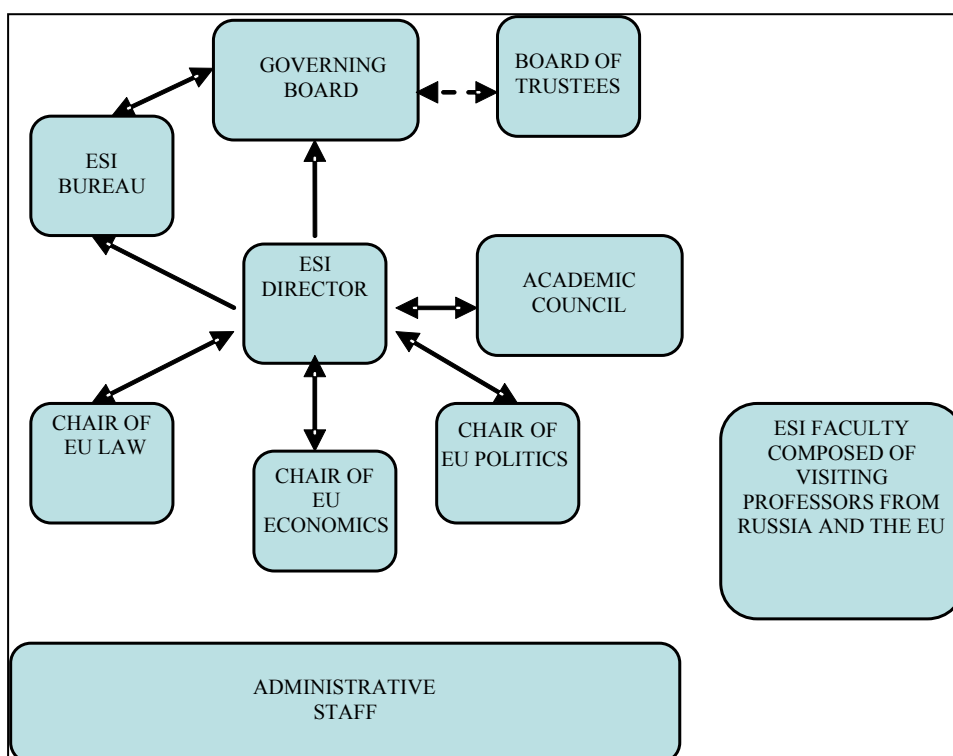 GOVERNING
BOARD
BOARD OF
TRUSTEES
ESI
BUREAU
ESI
DIRECTOR
ACADEMIC
COUNCIL
CHAIR OF
EU LAW
CHAIR OF
EU
ECONOMICS
CHAIR OF
EU POLITICS
ESI FACULTY
COMPOSED OF
VISITING
PROFESSORS FROM
RUSSIA AND THE EU
ADMINISTRATIVE
STAFF